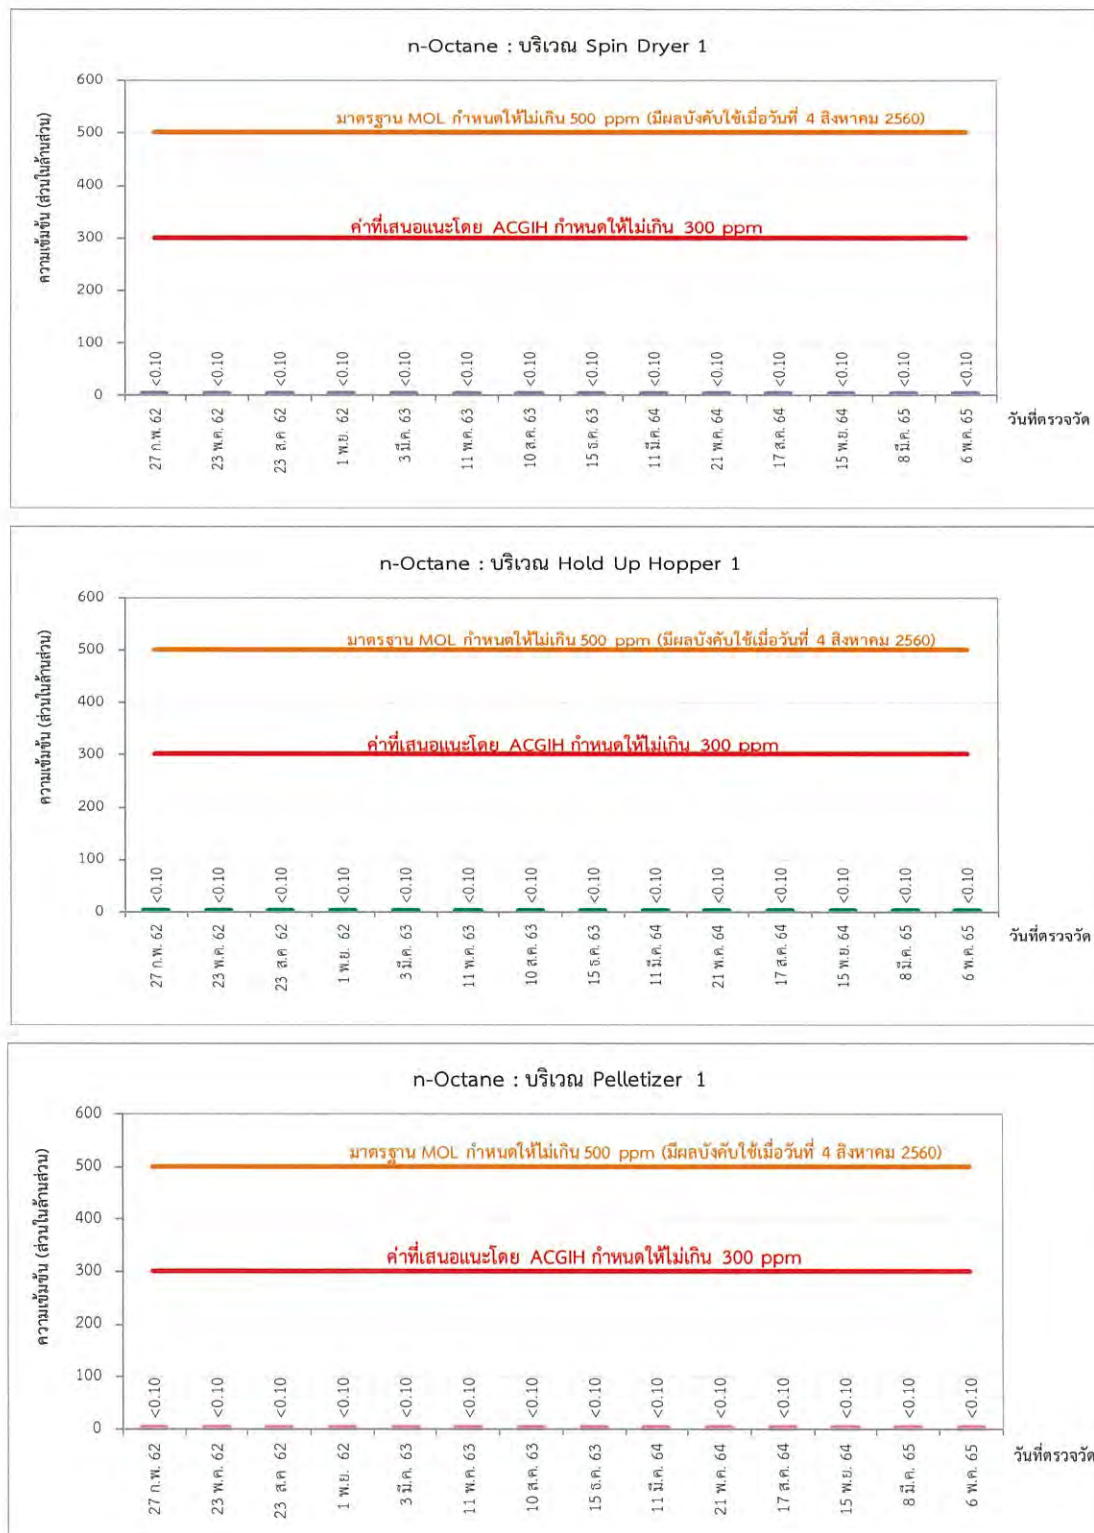 n-Octane : บริเวณ Spin Dryer 1
ความเข้มข้น (ส่วนในล้านส่วน)
600
มาตรฐาน MOL กำหนดให้ไม่เกิน 500 ppm (มีผลบังคับใช้เมื่อวันที่ 4 สิงหาคม 2560)
500
400
ค่าที่เสนอแนะโดย ACGIH กำหนดให้ไม่เกิน 300 ppm
300
200
100
0
<0.10 <0.10 <0.10 <0.10 <0.10 <0.10 <0.10 <0.10 <0.10 <0.10 <0.10 <0.10 <0.10 <0.10
27 ก.พ. 62 23 พ.ค. 62 23 ส.ค 62 1 พ.ย. 62 3 มี.ค. 63 11 พ.ค. 63 10 ส.ค. 63 15 ธ.ค. 63 11 มี.ค. 64 21 พ.ค. 64 17 ส.ค. 64 15 พ.ย. 64 8 มี.ค. 65 6 พ.ค. 65
วันที่ตรวจวัด
n-Octane : บริเวณ Hold Up Hopper 1
ความเข้มข้น (ส่วนในล้านส่วน)
600
มาตรฐาน MOL กำหนดให้ไม่เกิน 500 ppm (มีผลบังคับใช้เมื่อวันที่ 4 สิงหาคม 2560)
500
400
ค่าที่เสนอแนะโดย ACGIH กำหนดให้ไม่เกิน 300 ppm
300
200
100
0
<0.10 <0.10 <0.10 <0.10 <0.10 <0.10 <0.10 <0.10 <0.10 <0.10 <0.10 <0.10 <0.10 <0.10
27 ก.พ. 62 23 พ.ค. 62 23 ส.ค 62 1 พ.ย. 62 3 มี.ค. 63 11 พ.ค. 63 10 ส.ค. 63 15 ธ.ค. 63 11 มี.ค. 64 21 พ.ค. 64 17 ส.ค. 64 15 พ.ย. 64 8 มี.ค. 65 6 พ.ค. 65
วันที่ตรวจวัด
n-Octane : บริเวณ Pelletizer 1
ความเข้มข้น (ส่วนในล้านส่วน)
600
มาตรฐาน MOL กำหนดให้ไม่เกิน 500 ppm (มีผลบังคับใช้เมื่อวันที่ 4 สิงหาคม 2560)
500
400
ค่าที่เสนอแนะโดย ACGIH กำหนดให้ไม่เกิน 300 ppm
300
200
100
0
<0.10 <0.10 <0.10 <0.10 <0.10 <0.10 <0.10 <0.10 <0.10 <0.10 <0.10 <0.10 <0.10 <0.10
27 ก.พ. 62 23 พ.ค. 62 23 ส.ค 62 1 พ.ย. 62 3 มี.ค. 63 11 พ.ค. 63 10 ส.ค. 63 15 ธ.ค. 63 11 มี.ค. 64 21 พ.ค. 64 17 ส.ค. 64 15 พ.ย. 64 8 มี.ค. 65 6 พ.ค. 65
วันที่ตรวจวัด